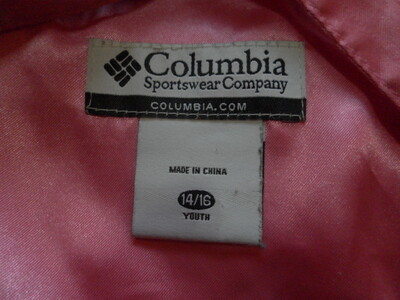 Columbia
Sportswear Company
COLUMBIA.COM
MADE IN CHINA
14/16
YOUTH